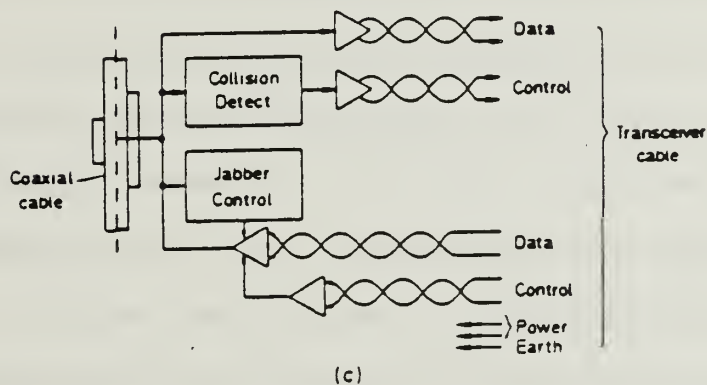 Data
Collision
Detect
Control
Coaxial
cable
Transceiver
cable
Jabber
Control
Data
Control
Power
Earth
(c)